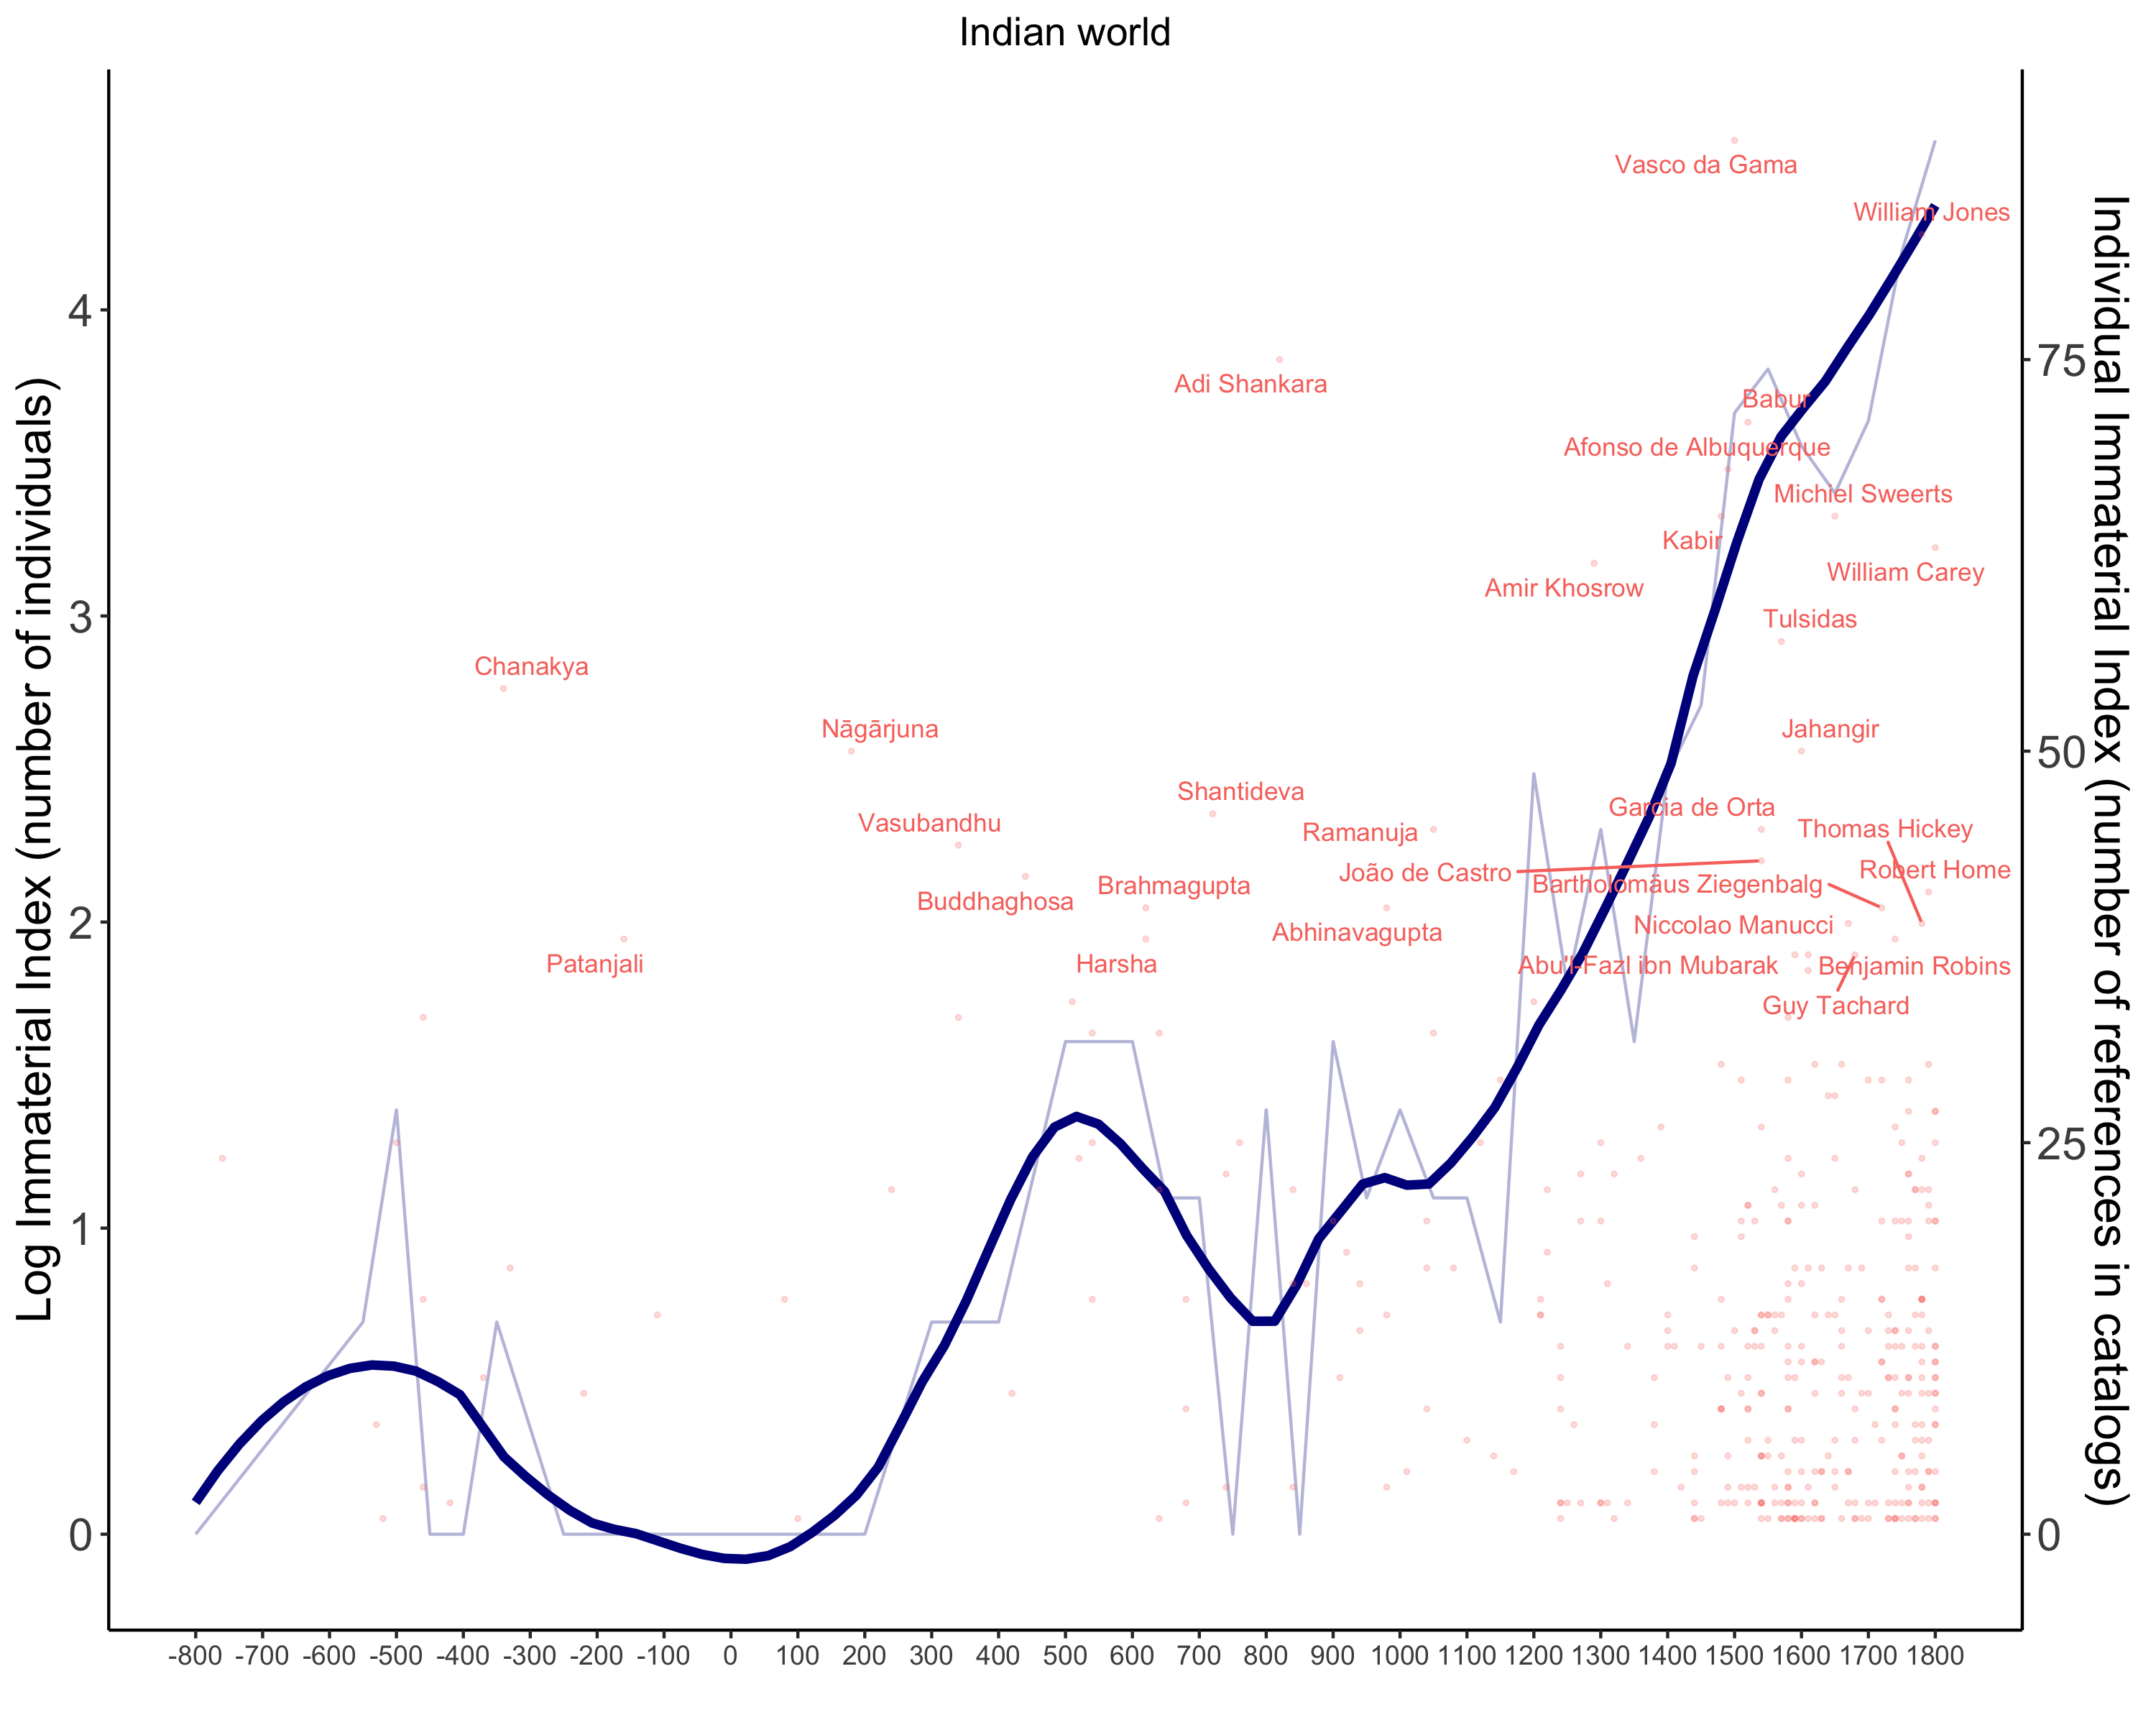 Indian world
Log Immaterial Index (number of individuals)
Individual Immaterial Index (number of references in catalogs)
4
3
2
1
0
75
50
25
0
Vasco da Gama
William Jones
Adi Shankara
Babur
Afonso de Albuquerque
Michiel Sweerts
Kabir
William Carey
Amir Khosrow
Tulsidas
Chanakya
Nāgārjuna
Jahangir
Shantideva
Garcia de Orta
Vasubandhu
Ramanuja
Thomas Hickey
João de Castro
Robert Home
Brahmagupta
Bartholomäus Ziegenbalg
Buddhaghosa
Abhinavagupta
Niccolao Manucci
Patanjali
Harsha
Abu'l-Fazl ibn Mubarak
Benjamin Robins
Guy Tachard
-800 -700 -600 -500 -400 -300 -200 -100 0 100 200 300 400 500 600 700 800 900 1000 1100 1200 1300 1400 1500 1600 1700 1800